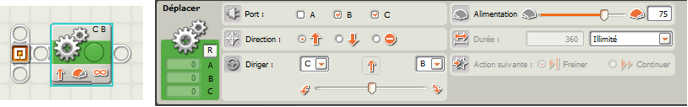 C B
Déplacer
R
0 A
0 B
0 C
Port :
A
B
C
Direction :
Diriger :
C
B
Alimentation :
75
Durée :
360
Illimité
Action suivante :
Freiner
Continuer